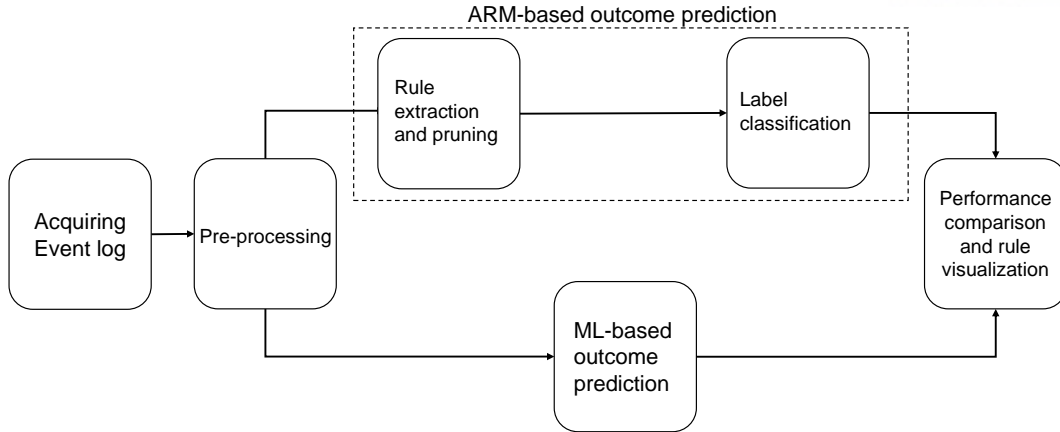 ARM-based outcome prediction
Rule
extraction
and pruning
Label
classification
Acquiring
Event log
Pre-processing
Performance
comparison
and rule
visualization
ML-based
outcome
prediction